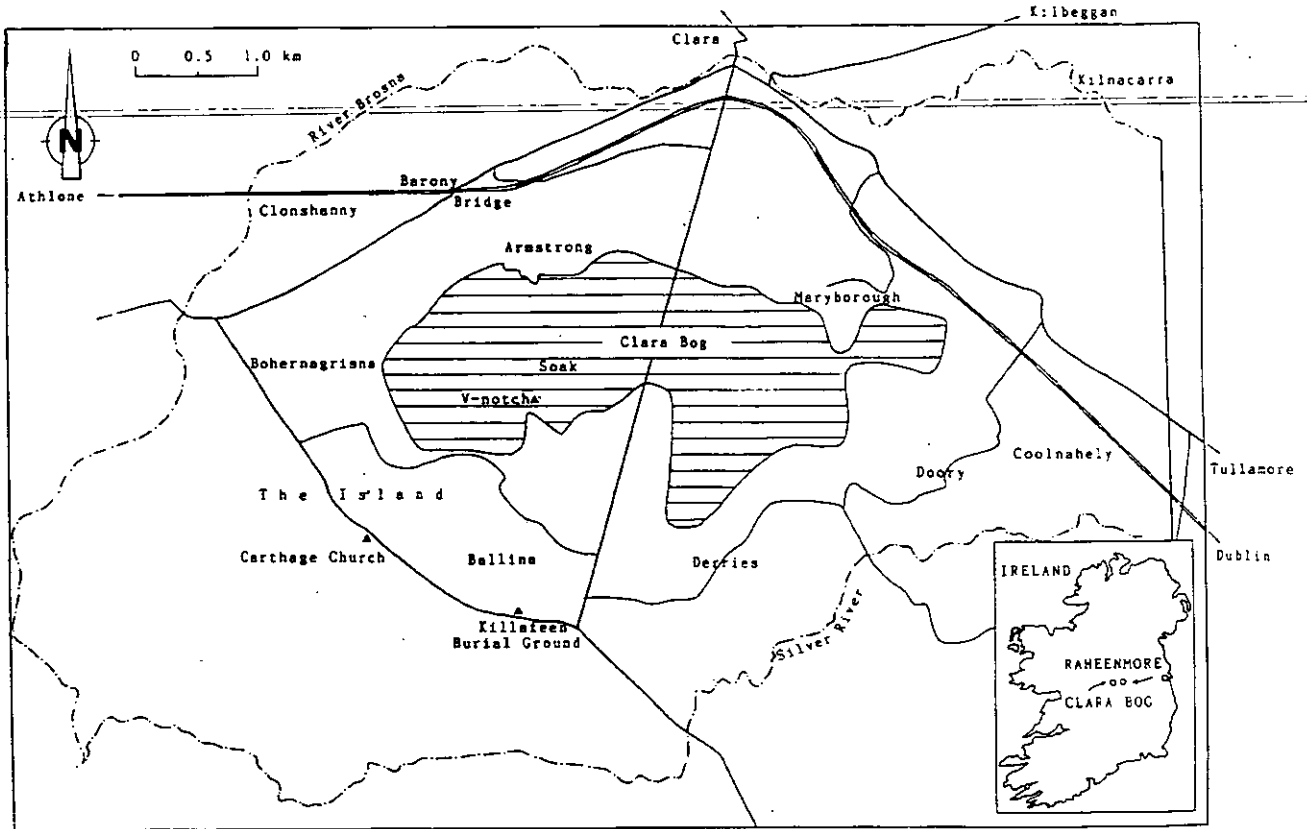 K:lbeggan
Clara
0 0.5 1.0 km
Kilnacarra
River Brosna
N
Athlone
Barony
Bridge
Clonshanny
Armstrong
Maryborough
Clara Bog
Bohernagrisna
Soak
V-notch
Doory
Coolnahely
Tullamore
The Island
Carthage Church
Ballina
Derries
Dublin
Killafeen
Burial Ground
Silver River
IRELAND
RAHEENMORE
CLARA BOG